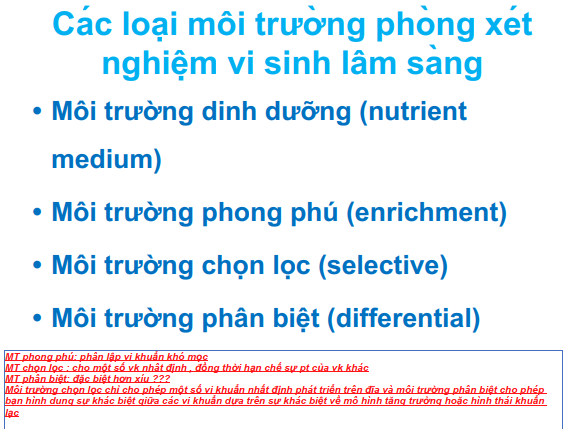 Các loại môi trường phòng xét
nghiệm vi sinh lâm sàng
• Môi trường dinh dưỡng (nutrient
medium)
• Môi trường phong phú (enrichment)
• Môi trường chọn lọc (selective)
• Môi trường phân biệt (differential)
MT phong phú: phân lập vi khuẩn khó mọc
MT chọn lọc : cho một số vk nhât định , đồng thời hạn chế sự pt của vk khác
MT phân biệt: đặc biệt hơn xíu ???
Môi trường chọn lọc chỉ cho phép một số vi khuẩn nhất định phát triển trên đĩa và môi trường phân biệt cho phép
bạn hình dung sự khác biệt giữa các vi khuẩn dựa trên sự khác biệt về mô hình tăng trưởng hoặc hình thái khuẩn
lạc